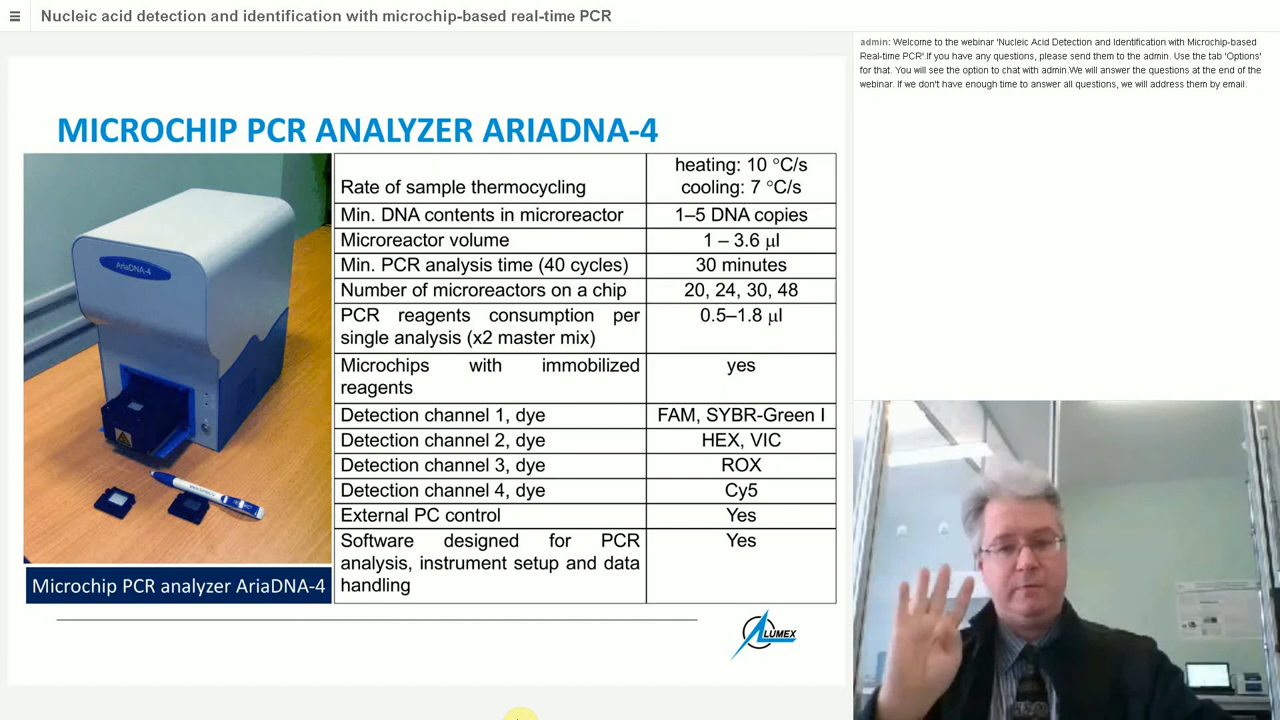 Nucleic acid detection and identification with microchip-based real-time PCR
MICROCHIP PCR ANALYZER ARIADNA-4
AriaDNA-4
Microchip PCR analyzer AriaDNA-4
Rate of sample thermocycling
heating: 10 °C/s
cooling: 7 °C/s
Min. DNA contents in microreactor
1–5 DNA copies
Microreactor volume
1 – 3.6 µl
Min. PCR analysis time (40 cycles)
30 minutes
Number of microreactors on a chip
20, 24, 30, 48
PCR reagents consumption per
single analysis (x2 master mix)
0.5–1.8 µl
Microchips with immobilized
reagents
yes
Detection channel 1, dye
FAM, SYBR-Green I
Detection channel 2, dye
HEX, VIC
Detection channel 3, dye
ROX
Detection channel 4, dye
Cy5
External PC control
Yes
Software designed for PCR
analysis, instrument setup and data
handling
Yes
LUMEX
admin: Welcome to the webinar 'Nucleic Acid Detection and Identification with Microchip-based
Real-time PCR'.If you have any questions, please send them to the admin. Use the tab 'Options'
for that. You will see the option to chat with admin.We will answer the questions at the end of the
webinar. If we don't have enough time to answer all questions, we will address them by email.